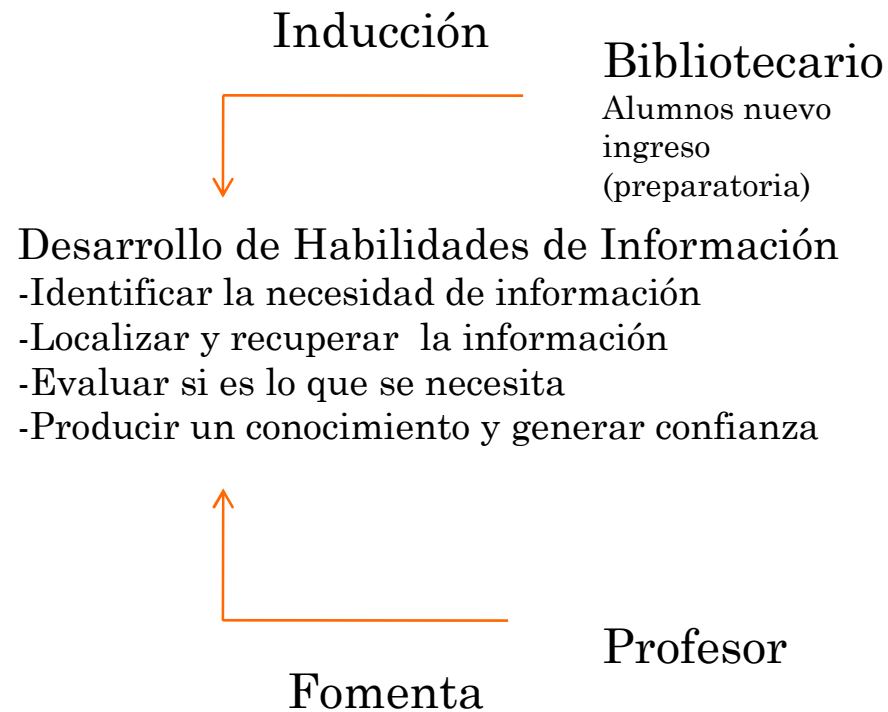 Inducción
Bibliotecario
Alumnos nuevo
ingreso
(preparatoria)
Desarrollo de Habilidades de Información
-Identificar la necesidad de información
-Localizar y recuperar  la información
-Evaluar si es lo que se necesita
-Producir un conocimiento y generar confianza
Profesor
Fomenta